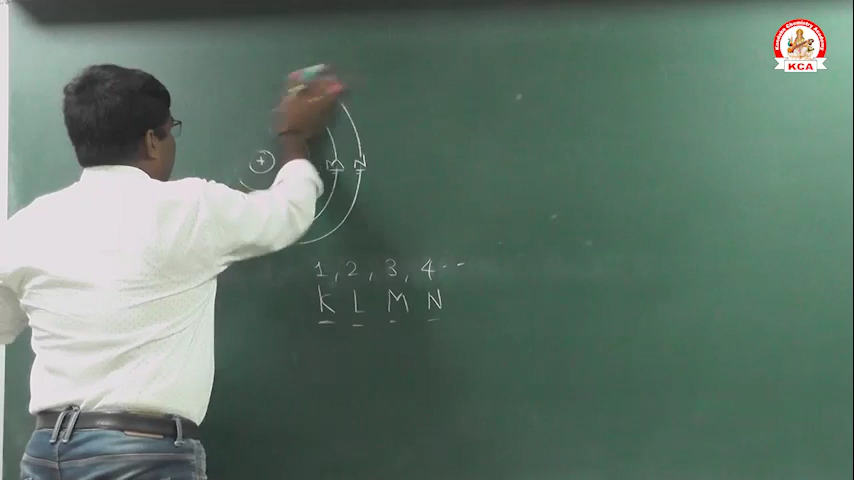 KCA
+
M N
1, 2, 3, 4 ---
K L M N